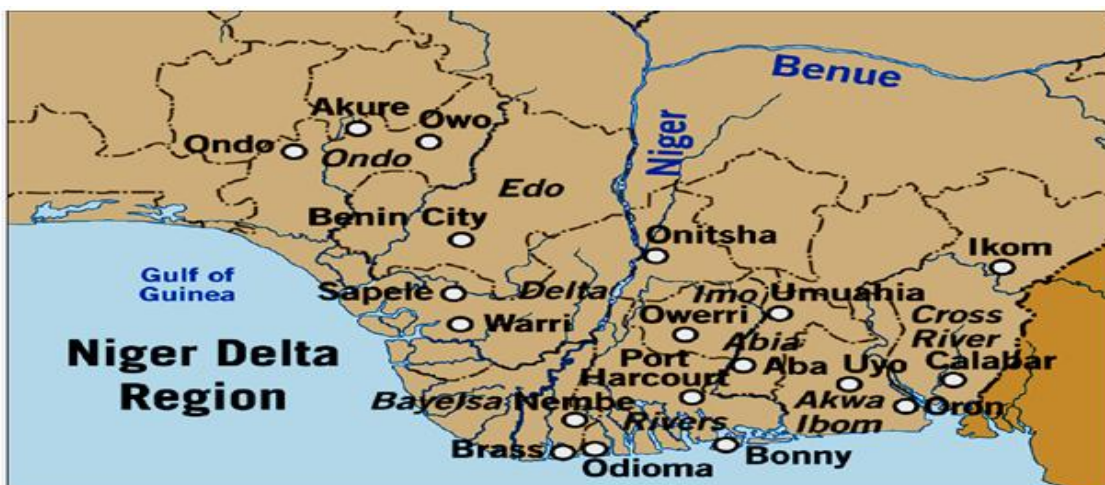 Benue
Niger
Akure
Owo
Ondo
Ondo
Edo
Benin City
Onitsha
Ikom
Gulf of
Guinea
Sapele
Delta
Imo
Umuahia
Warri
Owerri
Cross
River
Abia
Niger Delta
Region
Port
Harcourt
Aba
Uyo
Calabar
Bayelsa
Nembe
Rivers
Akwa
Ibom
Oron
Brass
Odioma
Bonny